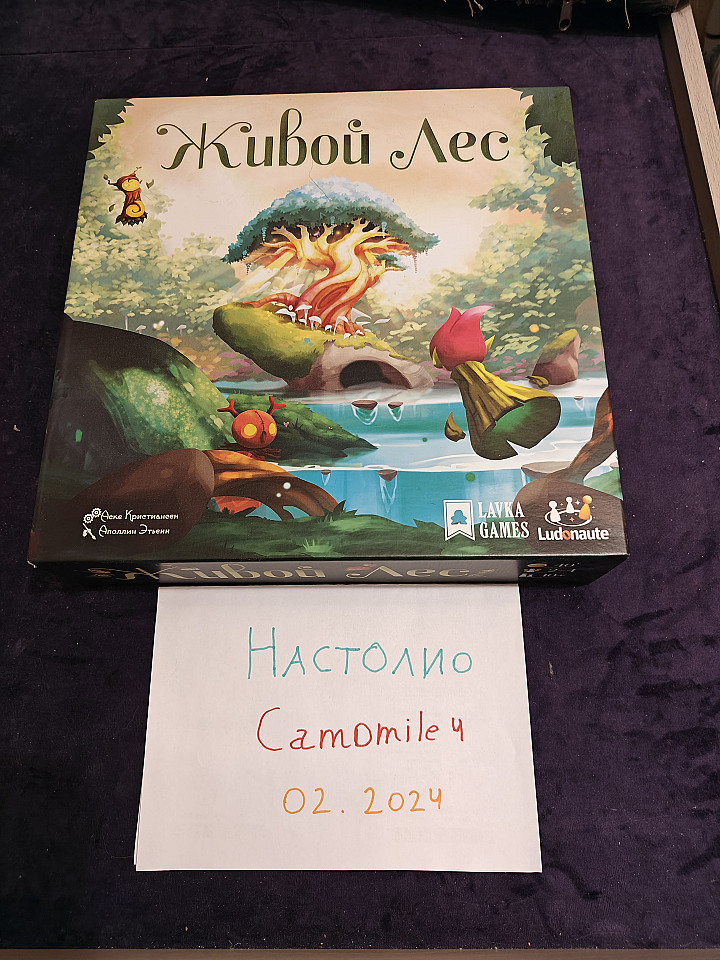 Живой Лес
Аске Кристиансен
Аполлин Этьенн
LAVKA
GAMES
Ludonaute
Живой Лес
НАСТОЛИО
Camomile4
02.2024